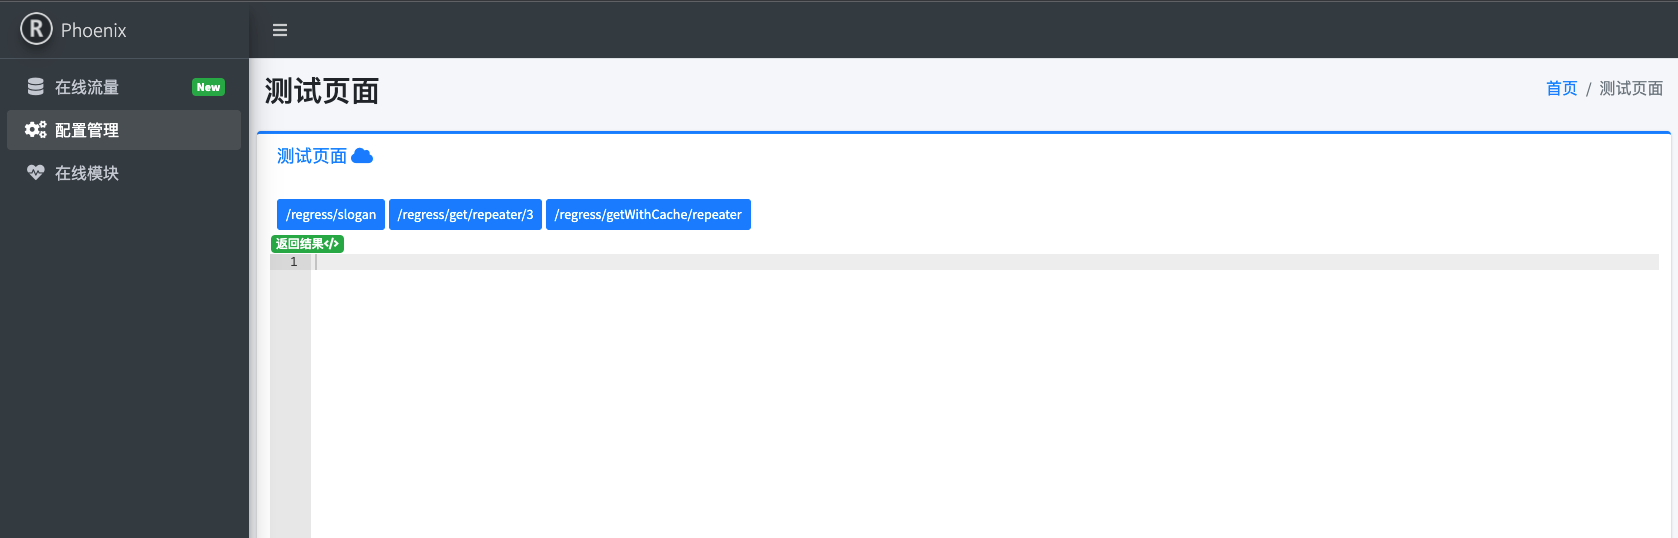 R Phoenix
在线流量 New
配置管理
在线模块
测试页面
首页 / 测试页面
测试页面
/regress/slogan /regress/get/repeater/3 /regress/getWithCache/repeater
返回结果</>
1